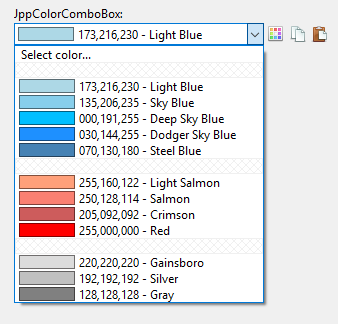 JppColorComboBox:
173,216,230 - Light Blue
Select color...
173,216,230 - Light Blue
135,206,235 - Sky Blue
000,191,255 - Deep Sky Blue
030,144,255 - Dodger Sky Blue
070,130,180 - Steel Blue
255,160,122 - Light Salmon
250,128,114 - Salmon
205,092,092 - Crimson
255,000,000 - Red
220,220,220 - Gainsboro
192,192,192 - Silver
128,128,128 - Gray